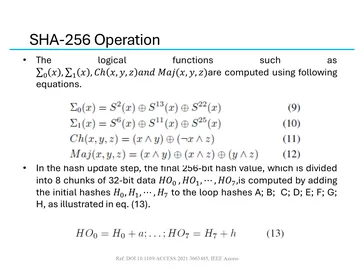 SHA-256 Operation
• The logical functions such as
∑₀(x), ∑₁(x), Ch(x, y, z)and Maj(x, y, z)are computed using following
equations.
Σ₀(x) = S²(x) ⊕ S¹³(x) ⊕ S²²(x) (9)
Σ₁(x) = S⁶(x) ⊕ S¹¹(x) ⊕ S²⁵(x) (10)
Ch(x, y, z) = (x ∧ y) ⊕ (¬x ∧ z) (11)
Maj(x, y, z) = (x ∧ y) ⊕ (x ∧ z) ⊕ (y ∧ z) (12)
• In the hash update step, the final 256-bit hash value, which is divided
into 8 chunks of 32-bit data HO₀, HO₁, ⋯, HO₇,is computed by adding
the initial hashes H₀, H₁, ⋯, H₇ to the loop hashes A; B; C; D; E; F; G;
H, as illustrated in eq. (13).
HO₀ = H₀ + a; . . . ; HO₇ = H₇ + h (13)
Ref: DOI 10.1109/ACCESS.2021.3063485, IEEE Access